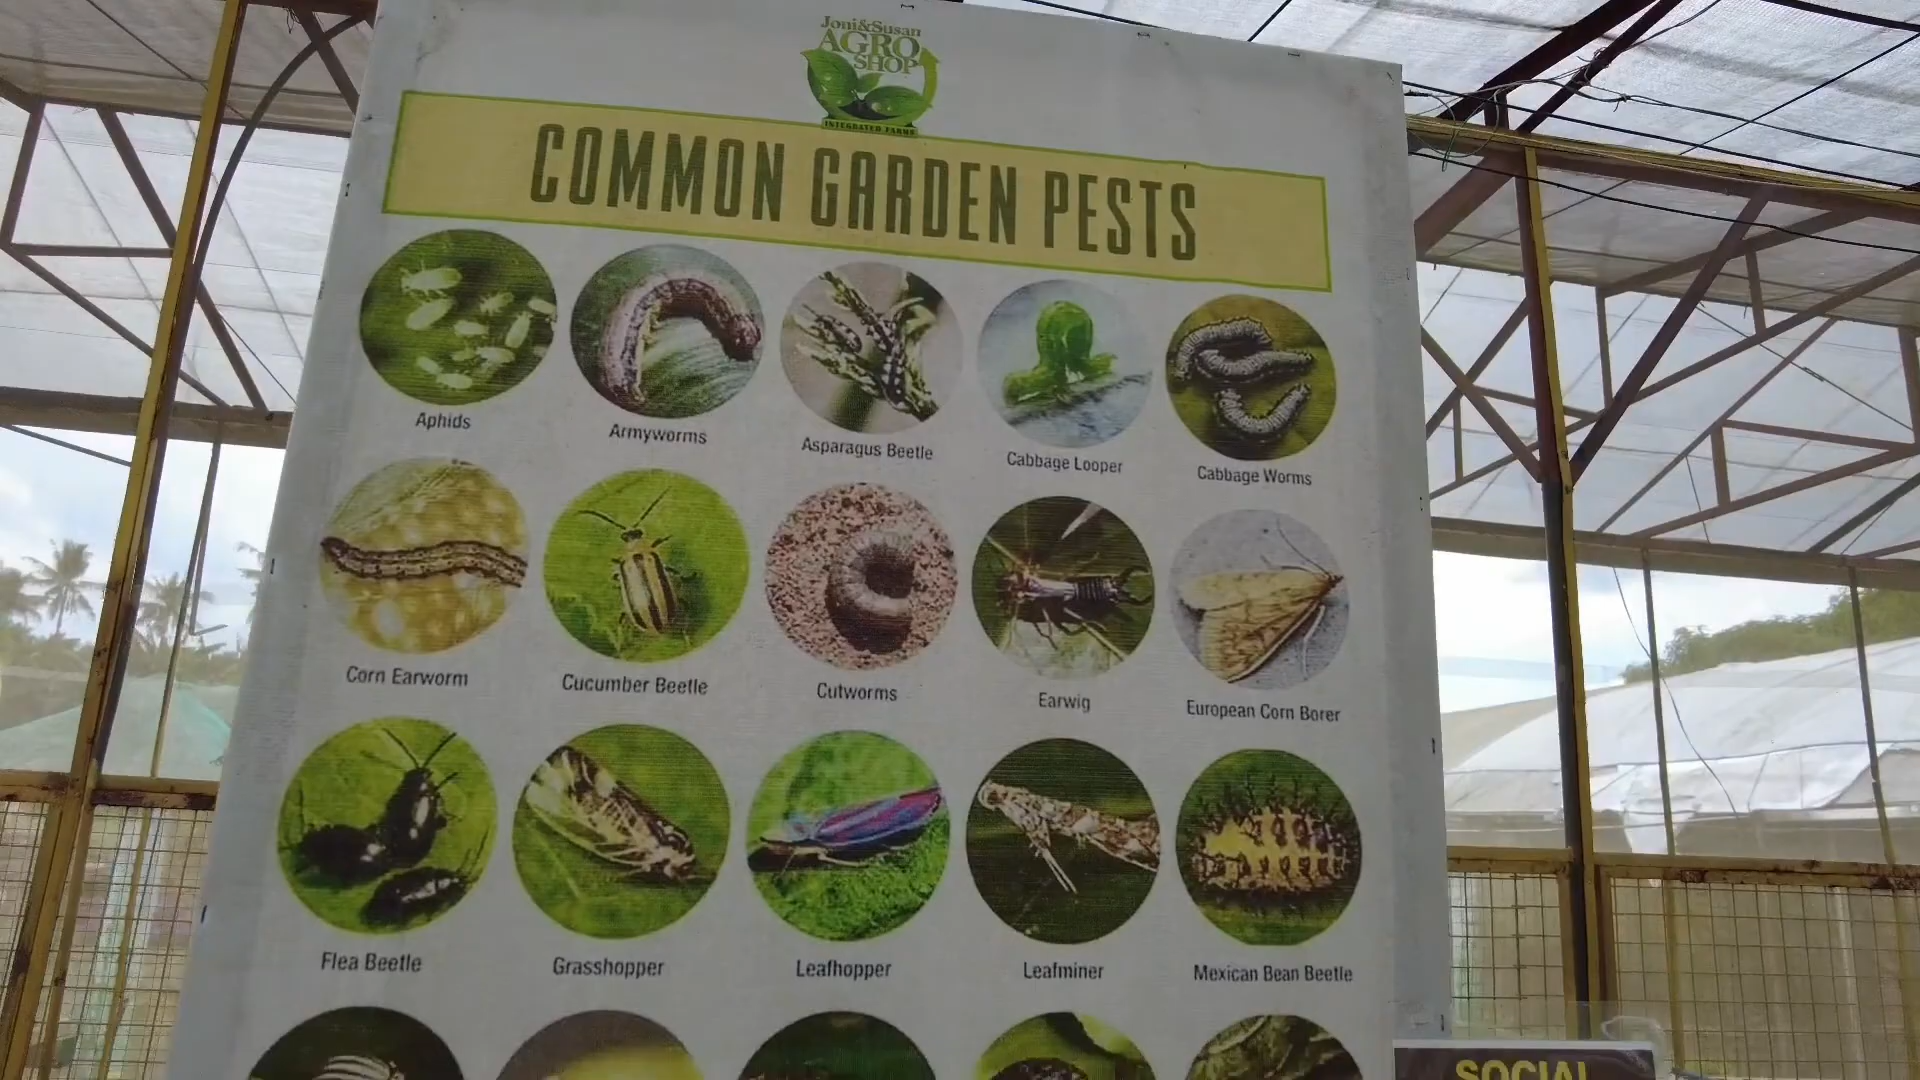 Joni&Susan
AGRO
SHOP
INTEGRATED FARMS
COMMON GARDEN PESTS
Aphids
Armyworms
Asparagus Beetle
Cabbage Looper
Cabbage Worms
Corn Earworm
Cucumber Beetle
Cutworms
Earwig
European Corn Borer
Flea Beetle
Grasshopper
Leafhopper
Leafminer
Mexican Bean Beetle
SOCIAL